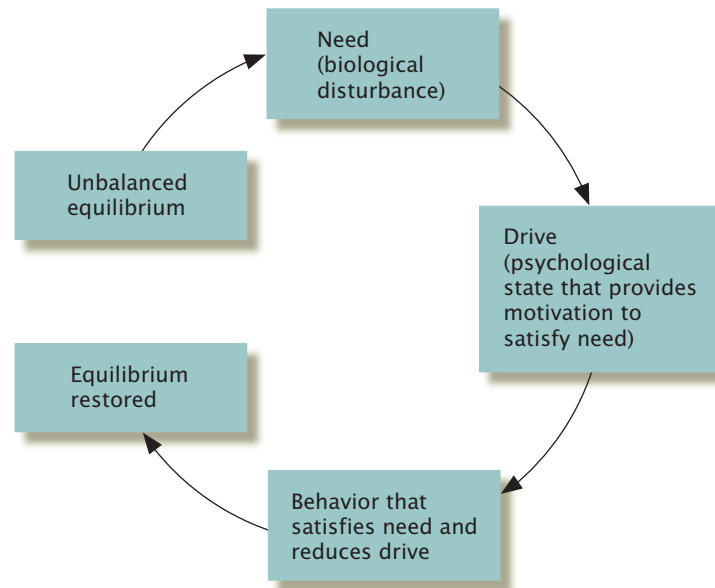 Need
(biological
disturbance)
Unbalanced
equilibrium
Drive
(psychological
state that provides
motivation to
satisfy need)
Equilibrium
restored
Behavior that
satisfies need and
reduces drive